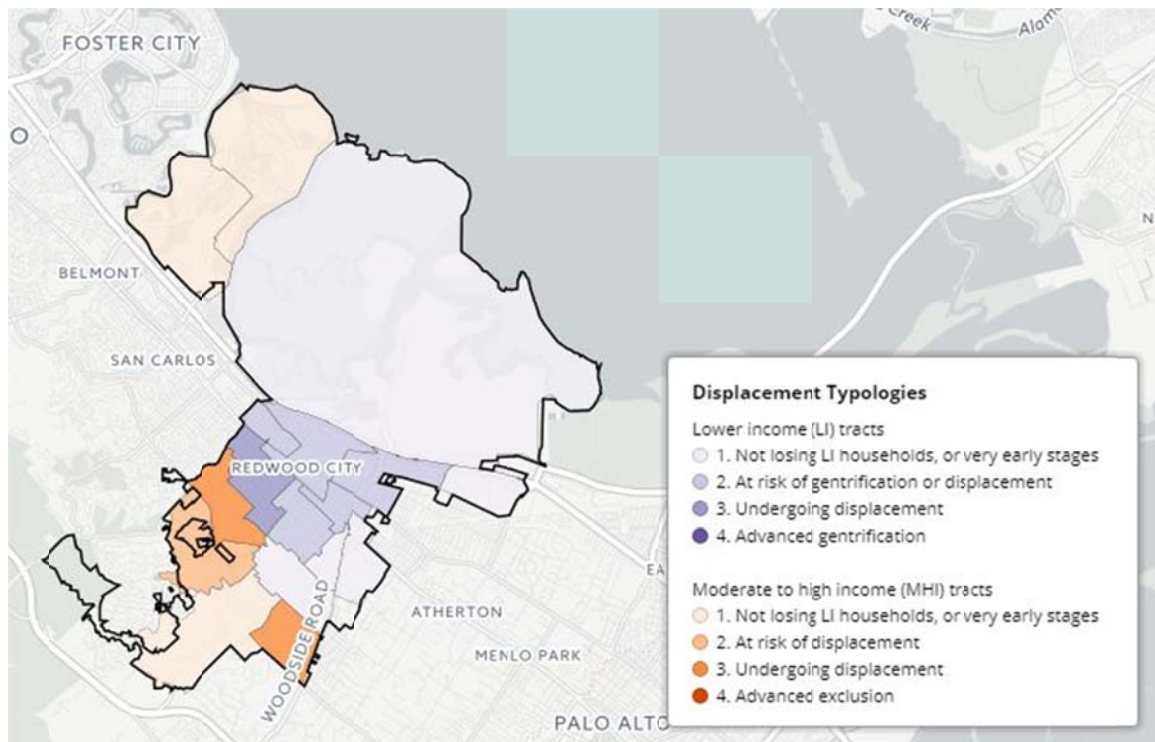 Creek
Alam
FOSTER CITY
O
N
BELMONT
SAN CARLOS
REDWOOD CITY
EA
ATHERTON
MENLO PARK
WOODSIDE ROAD
PALO ALTO
Displacement Typologies
Lower income (LI) tracts
1. Not losing LI households, or very early stages
2. At risk of gentrification or displacement
3. Undergoing displacement
4. Advanced gentrification
Moderate to high income (MHI) tracts
1. Not losing LI households, or very early stages
2. At risk of displacement
3. Undergoing displacement
4. Advanced exclusion